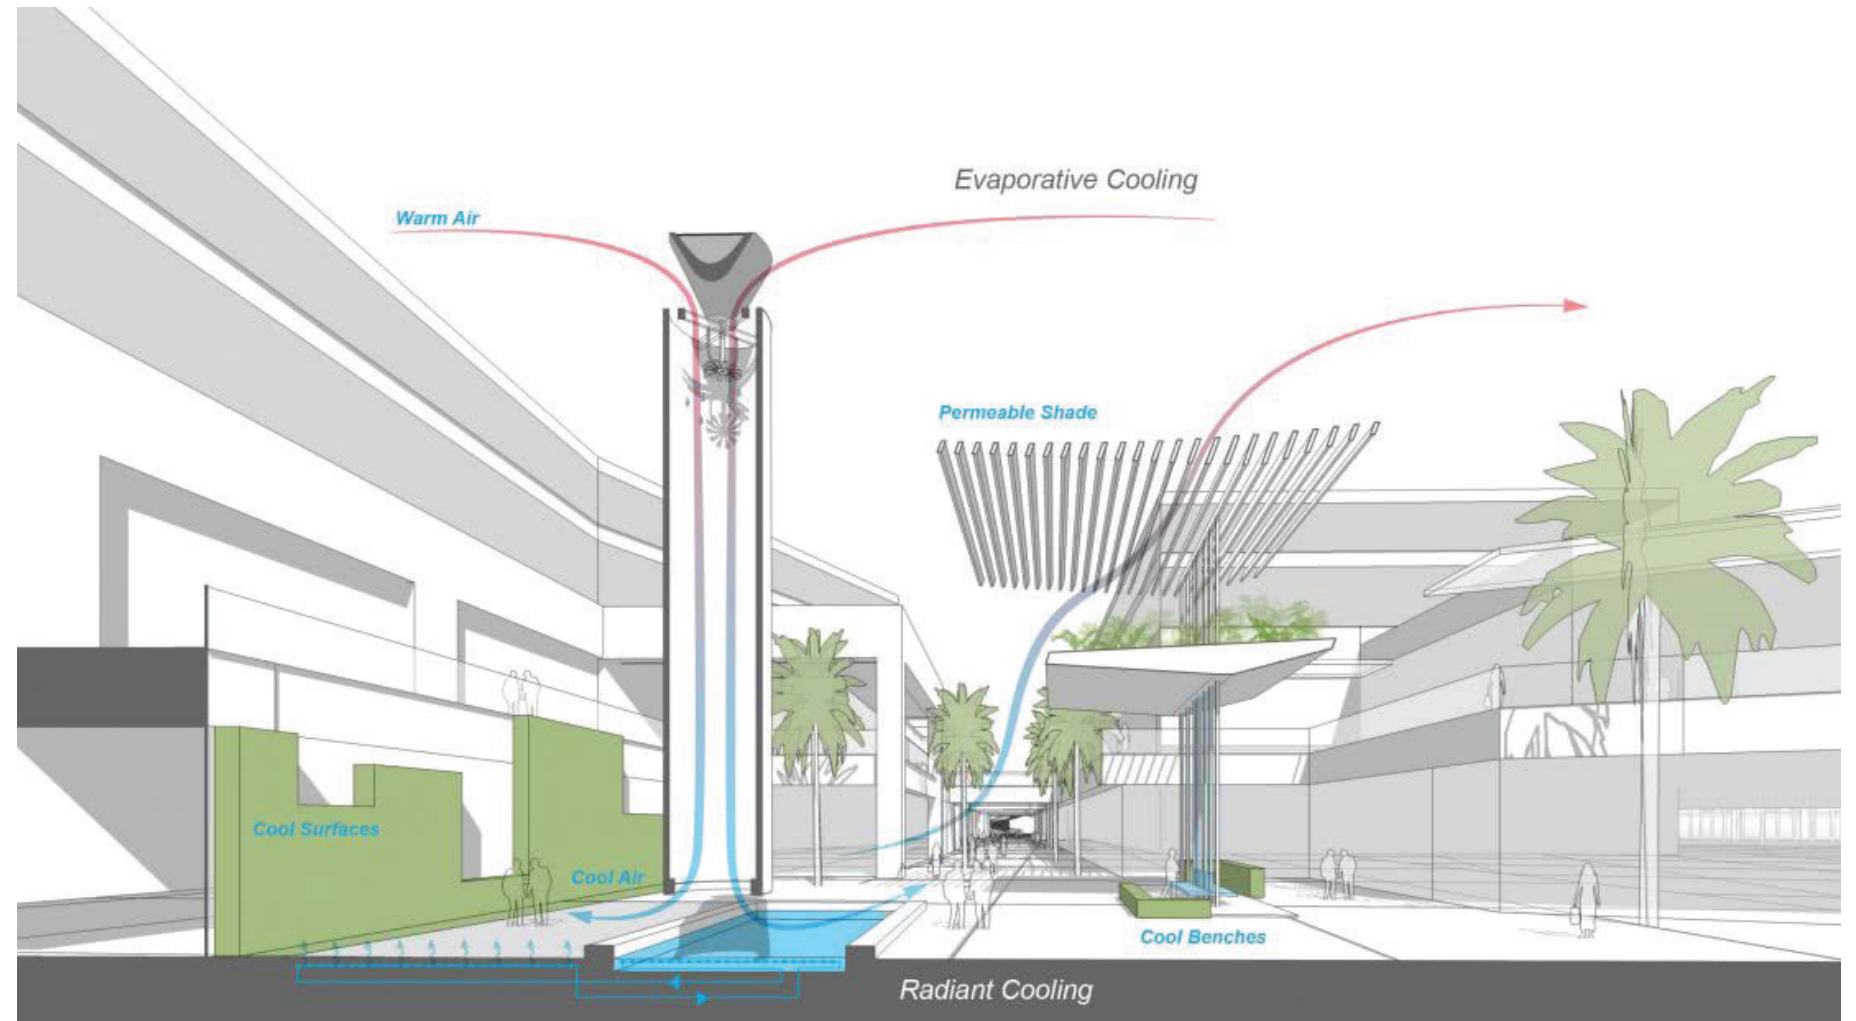 Evaporative Cooling
Warm Air
Permeable Shade
Cool Surfaces
Cool Air
Cool Benches
Radiant Cooling